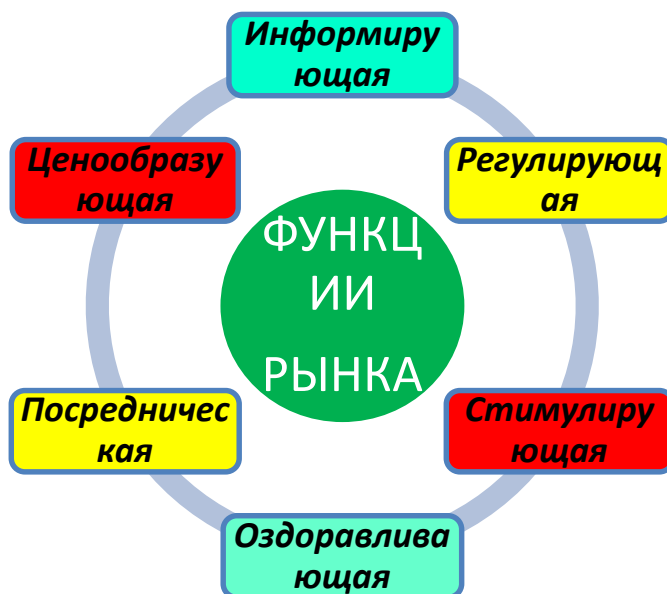 Информиру
ющая
Ценообразу
ющая
Регулирующ
ая
ФУНКЦ
ИИ
РЫНКА
Посредничес
кая
Стимулиру
ющая
Оздоравлива
ющая